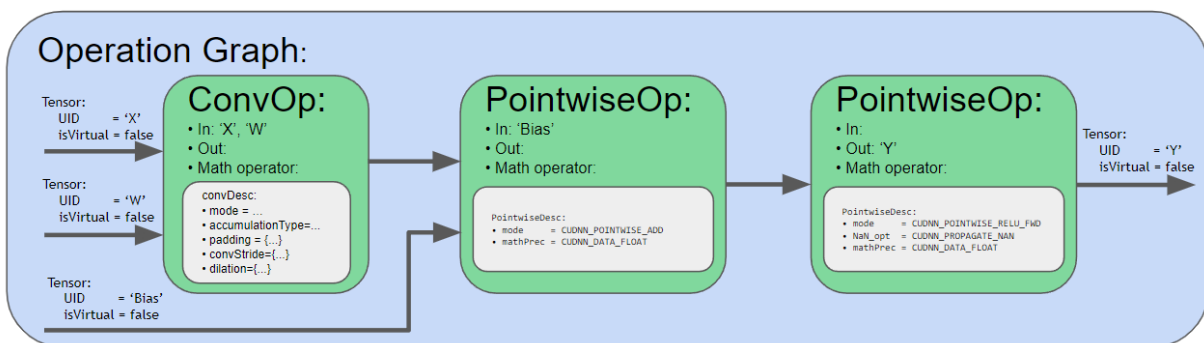 Operation Graph:
Tensor:
UID = 'X'
isVirtual = false
Tensor:
UID = 'W'
isVirtual = false
Tensor:
UID = 'Bias'
isVirtual = false
ConvOp:
• In: 'X', 'W'
• Out:
• Math operator:
convDesc:
• mode = ...
• accumulationType=...
• padding = {...}
• convStride={...}
• dilation={...}
PointwiseOp:
• In: 'Bias'
• Out:
• Math operator:
PointwiseDesc:
• mode = CUDNN_POINTWISE_ADD
• mathPrec = CUDNN_DATA_FLOAT
PointwiseOp:
• In:
• Out: 'Y'
• Math operator:
PointwiseDesc:
• mode = CUDNN_POINTWISE_RELU_FWD
• NaN_opt = CUDNN_PROPAGATE_NAN
• mathPrec = CUDNN_DATA_FLOAT
Tensor:
UID = 'Y'
isVirtual = false